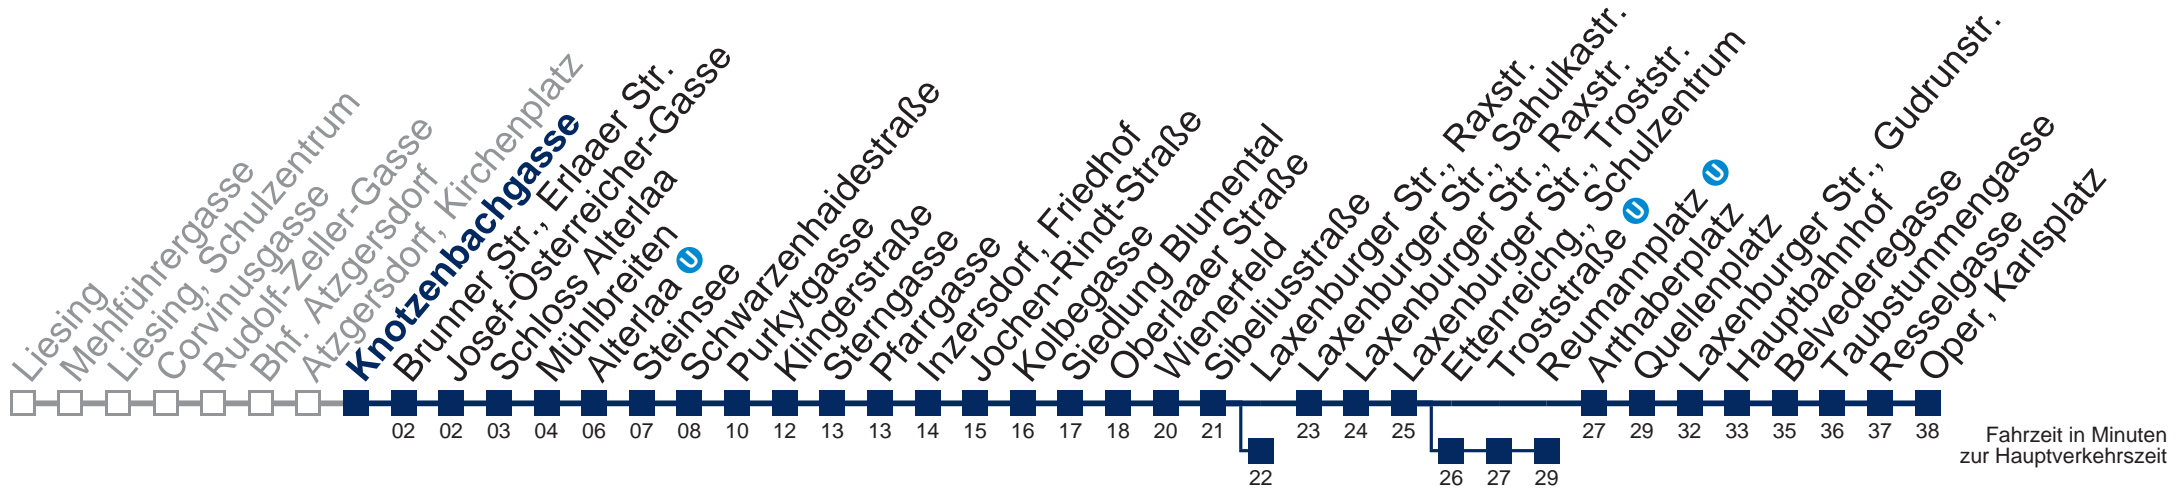 Liesing
Mehlführergasse
Liesing, Schulzentrum
Corvinusgasse
Rudolf-Zeller-Gasse
Bhf. Atzgersdorf
Atzgersdorf, Kirchenplatz
Knotzenbachgasse
Brunner Str., Erlaaer Str.
Josef-Österreicher-Gasse
Schloss Alterlaa
Mühlbreiten
Alterlaa U
Steinsee
Schwarzenhaidestraße
Purkytgasse
Klingerstraße
Sterngasse
Pfarrgasse
Inzersdorf, Friedhof
Jochen-Rindt-Straße
Kolbegasse
Siedlung Blumental
Oberlaaer Straße
Wienerfeld
Sibeliusstraße
Laxenburger Str., Raxstr.
Laxenburger Str., Sahulkastr.
Laxenburger Str., Raxstr.
Laxenburger Str., Troststr.
Ettenreichg., Schulzentrum
Troststraße U
Reumannplatz U
Arthaberplatz
Quellenplatz
Laxenburger Str., Gudrunstr.
Hauptbahnhof
Belvederegasse
Taubstummengasse
Resselgasse
Oper, Karlsplatz
02 02 03 04 06 07 08 10 12 13 13 14 15 16 17 18 20 21 23 24 25 27 29 32 33 35 36 37 38
22 26 27 29
Fahrzeit in Minuten
zur Hauptverkehrszeit